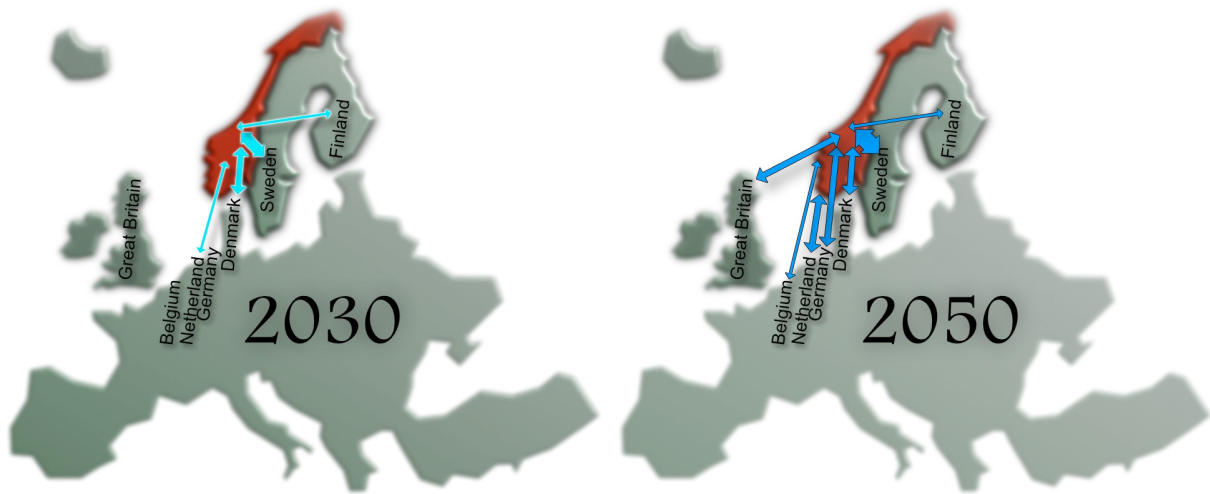 Finland
Sweden
Great Britain
Denmark
Germany
Netherland
Belgium
2030
Finland
Sweden
Great Britain
Denmark
Germany
Netherland
Belgium
2050